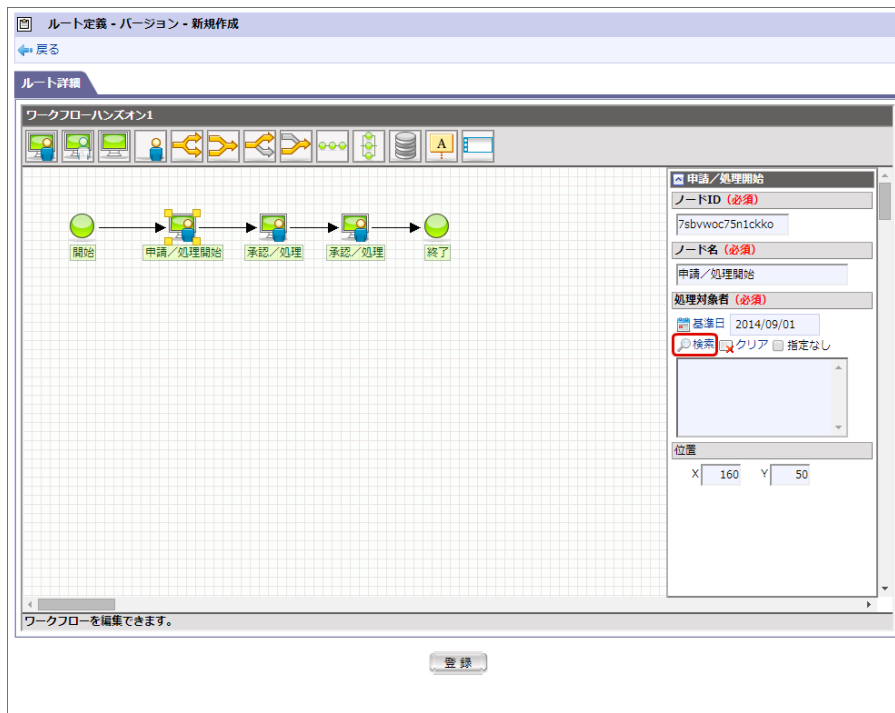 ルート定義 - バージョン - 新規作成
戻る
ルート詳細
ワークフローハンズオン1
A
申請／処理開始
ノードID（必須）
7sbvwoc75n1ckko
ノード名（必須）
申請／処理開始
処理対象者（必須）
基準日 2014/09/01
検索 クリア 指定なし
位置
X 160 Y 50
開始 申請／処理開始 承認／処理 承認／処理 終了
ワークフローを編集できます。
登録